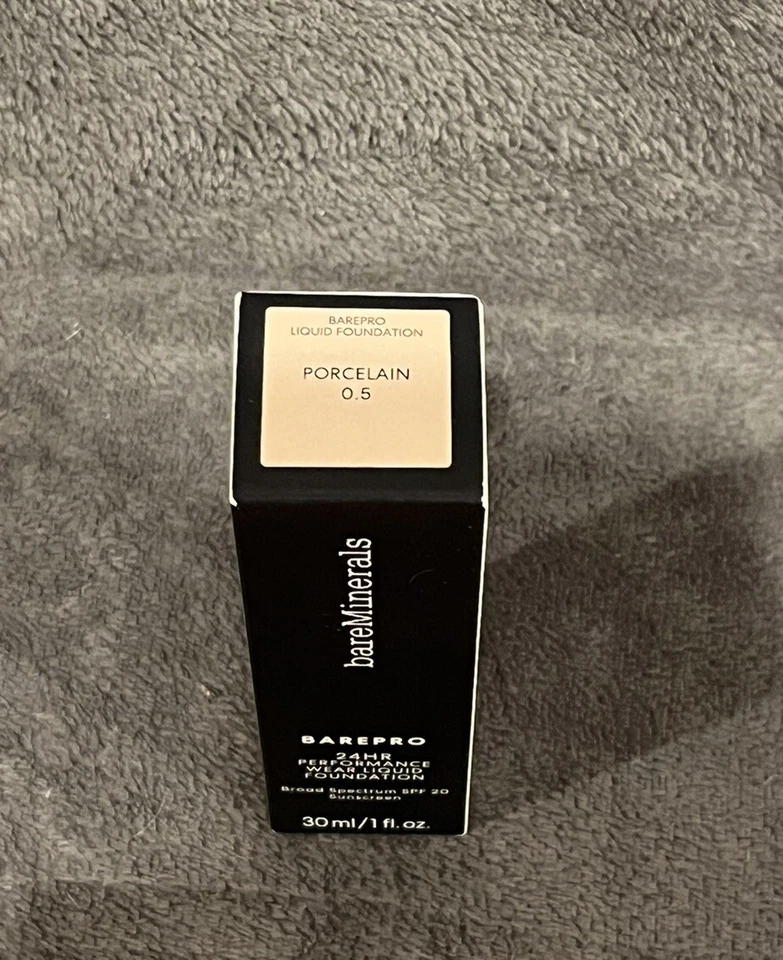 BAREPRO
LIQUID FOUNDATION
PORCELAIN
0.5
bareMinerals
BAREPRO
24HR
PERFORMANCE
WEAR LIQUID
FOUNDATION
Broad Spectrum SPF 20
Sunscreen
30 ml/1 fl. oz.